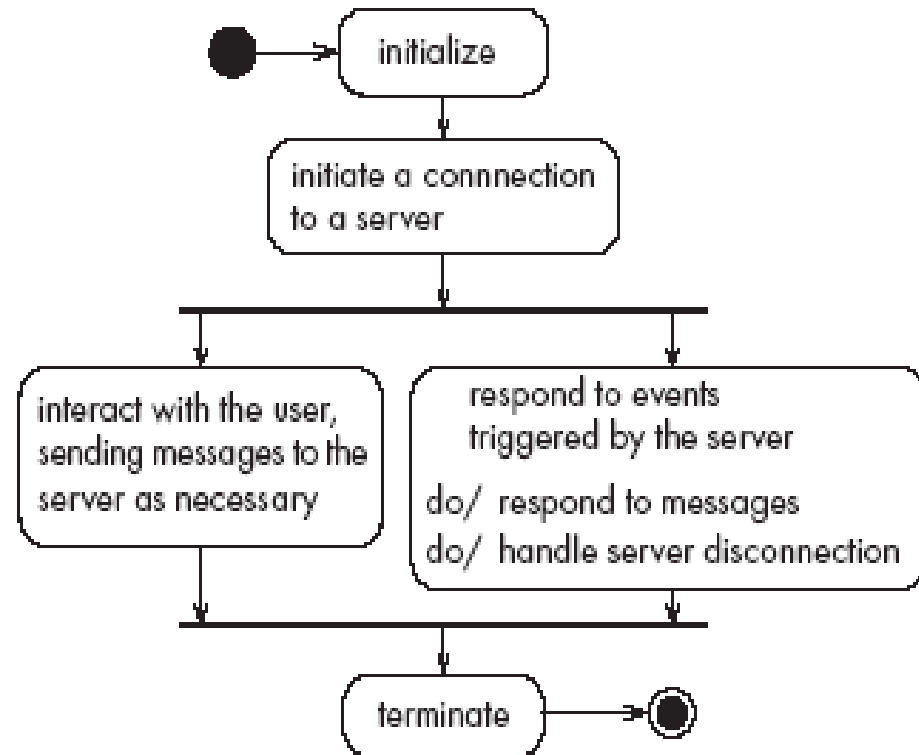 initialize
initiate a connnection
to a server
interact with the user,
sending messages to the
server as necessary
respond to events
triggered by the server
do/ respond to messages
do/ handle server disconnection
terminate